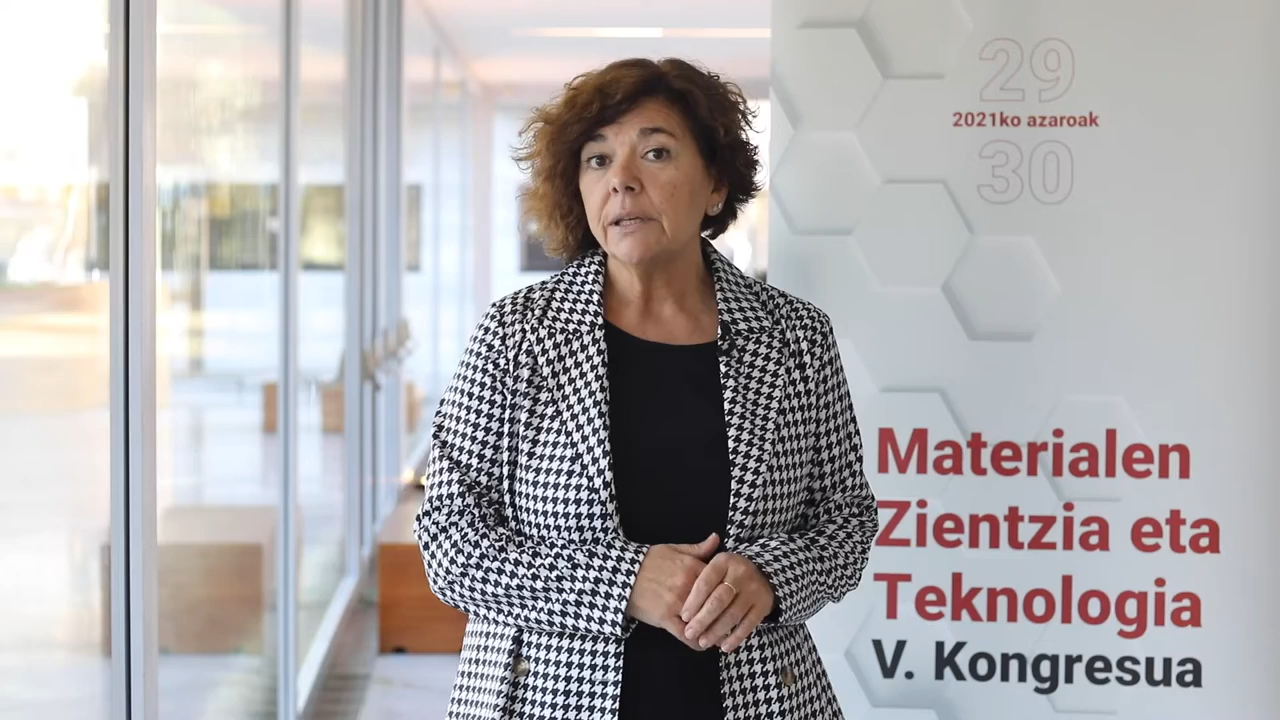 29
2021ko azaroak
30
Materialen
Zientzia eta
Teknologia
V. Kongresua